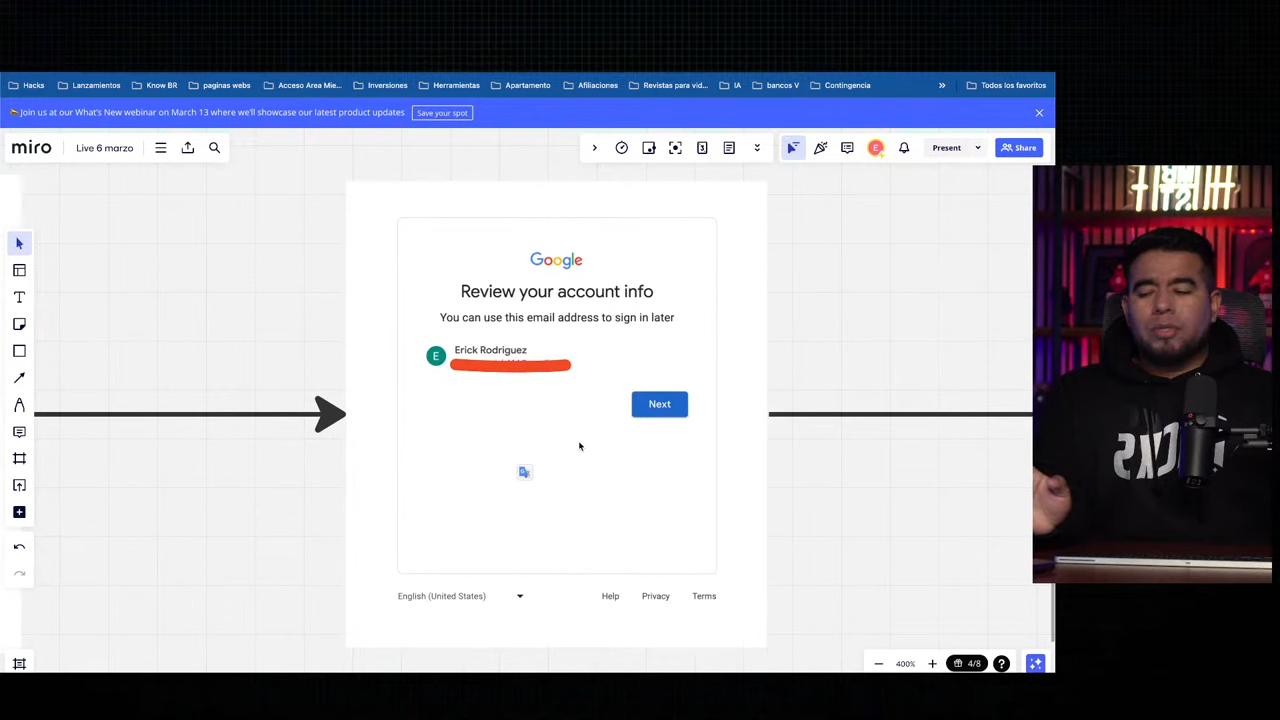 Hacks
Lanzamientos
Know BR
paginas webs
Acceso Area Mie...
Inversiones
Herramientas
Apartamento
Afiliaciones
Revistas para vid...
IA
bancos V
Contingencia
Todos los favoritos
Join us at our What's New webinar on March 13 where we'll showcase our latest product updates
Save your spot
miro
Live 6 marzo
3
E
Present
Share
Google
Review your account info
You can use this email address to sign in later
E
Erick Rodriguez
Next
English (United States)
Help
Privacy
Terms
400%
4/8